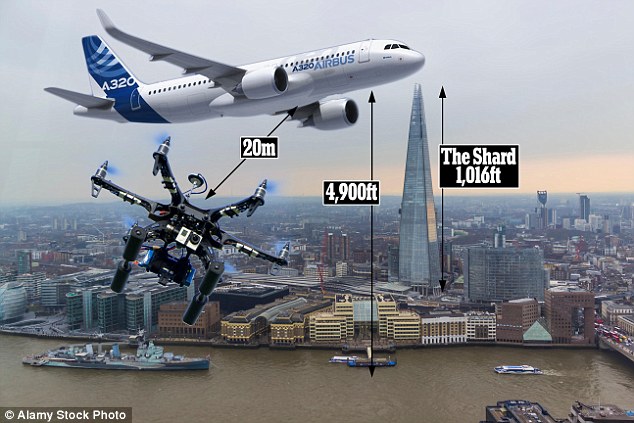 A320
A320 AIRBUS
20m
4,900ft
The Shard
1,016ft
© Alamy Stock Photo